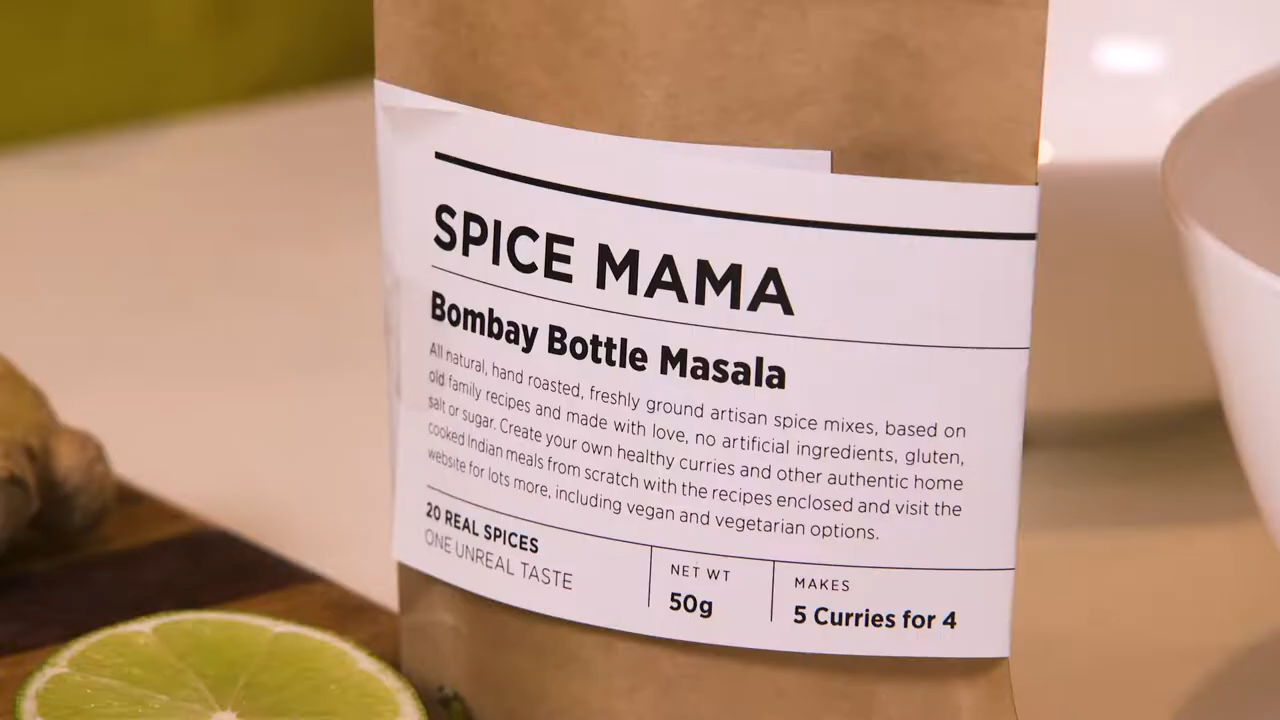 SPICE MAMA
Bombay Bottle Masala
All natural, hand roasted, freshly ground artisan spice mixes, based on
old family recipes and made with love, no artificial ingredients, gluten,
salt or sugar. Create your own healthy curries and other authentic home
cooked Indian meals from scratch with the recipes enclosed and visit the
website for lots more, including vegan and vegetarian options.
20 REAL SPICES
ONE UNREAL TASTE
NET WT
50g
MAKES
5 Curries for 4